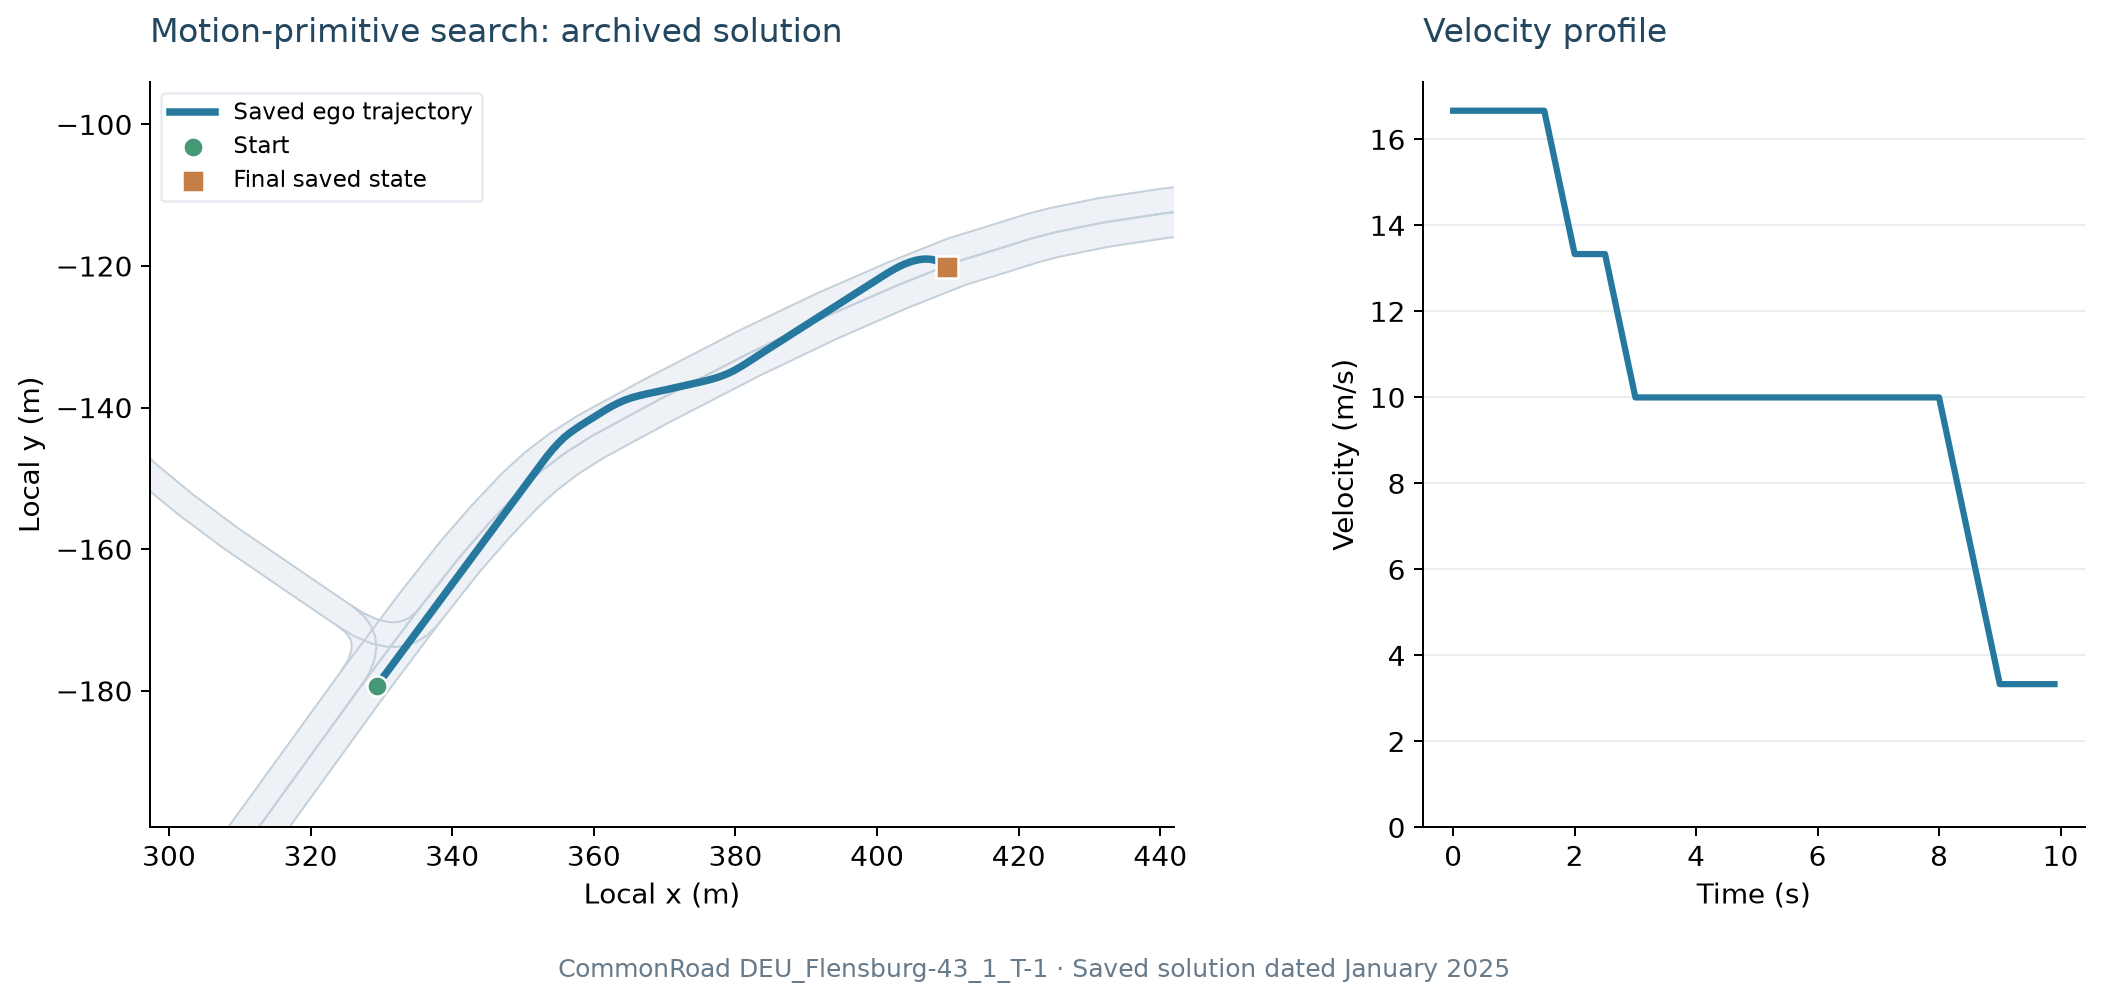 Motion-primitive search: archived solution
Saved ego trajectory
Start
Final saved state
−100
−120
−140
−160
−180
Local y (m)
300 320 340 360 380 400 420 440
Local x (m)
Velocity profile
16
14
12
10
8
6
4
2
0
Velocity (m/s)
0 2 4 6 8 10
Time (s)
CommonRoad DEU_Flensburg-43_1_T-1 · Saved solution dated January 2025